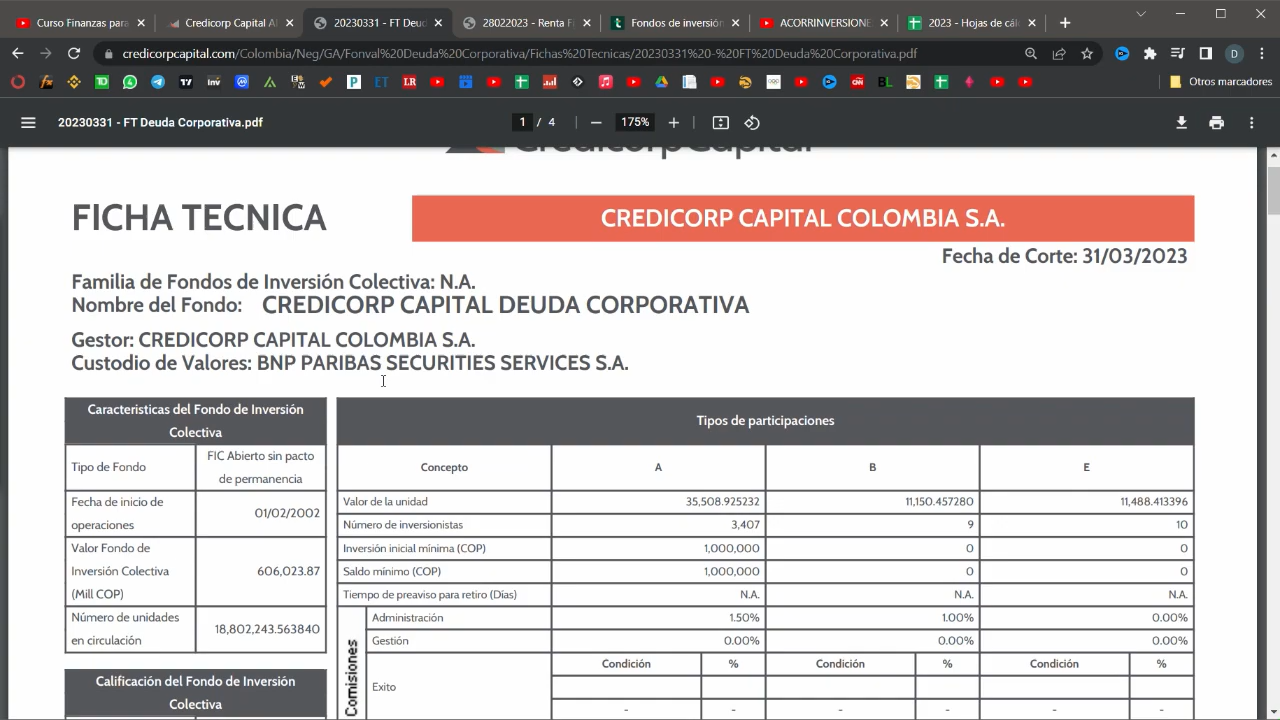 Curso Finanzas para
Credicorp Capital Al
20230331 - FT Deud
28022023 - Renta F
Fondos de inversión
ACORRINVERSIONE
2023 - Hojas de cál
credicorpcapital.com/Colombia/Neg/GA/Fonval%20Deuda%20Corporativa/Fichas%20Tecnicas/20230331%20-%20FT%20Deuda%20Corporativa.pdf
Otros marcadores
20230331 - FT Deuda Corporativa.pdf
1 / 4
175%
CredicorpCapital
FICHA TECNICA
CREDICORP CAPITAL COLOMBIA S.A.
Fecha de Corte: 31/03/2023
Familia de Fondos de Inversión Colectiva: N.A.
Nombre del Fondo: CREDICORP CAPITAL DEUDA CORPORATIVA
Gestor: CREDICORP CAPITAL COLOMBIA S.A.
Custodio de Valores: BNP PARIBAS SECURITIES SERVICES S.A.
Caracteristicas del Fondo de Inversión
Colectiva
Tipo de Fondo
FIC Abierto sin pacto
de permanencia
Fecha de inicio de
operaciones
01/02/2002
Valor Fondo de
Inversión Colectiva
(Mill COP)
606,023.87
Número de unidades
en circulación
18,802,243.563840
Calificación del Fondo de Inversión
Colectiva
Tipos de participaciones
Concepto A B E
Valor de la unidad 35,508.925232 11,150.457280 11,488.413396
Número de inversionistas 3,407 9 10
Inversión inicial mínima (COP) 1,000,000 0 0
Saldo mínimo (COP) 1,000,000 0 0
Tiempo de preaviso para retiro (Días) N.A. N.A. N.A.
Comisiones
Administración 1.50% 1.00% 0.00%
Gestión 0.00% 0.00% 0.00%
Condición % Condición % Condición %
Exito
- - - - - -